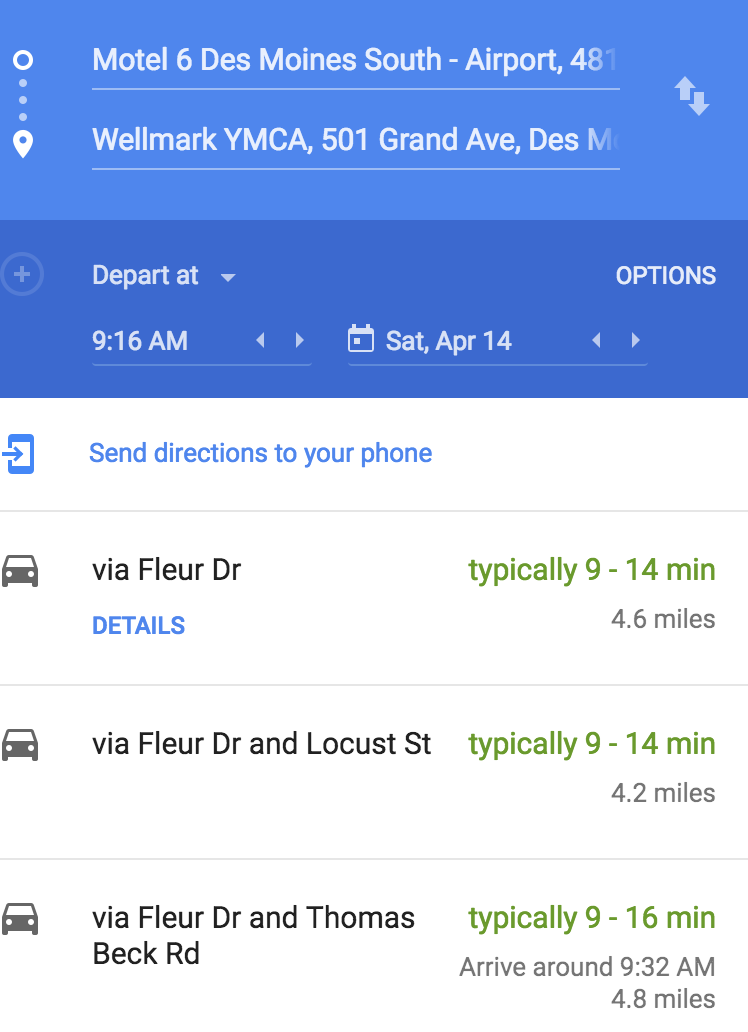 Motel 6 Des Moines South - Airport, 481
Wellmark YMCA, 501 Grand Ave, Des Mo
Depart at
OPTIONS
9:16 AM
Sat, Apr 14
Send directions to your phone
via Fleur Dr
typically 9 - 14 min
DETAILS
4.6 miles
via Fleur Dr and Locust St
typically 9 - 14 min
4.2 miles
via Fleur Dr and Thomas
Beck Rd
typically 9 - 16 min
Arrive around 9:32 AM
4.8 miles